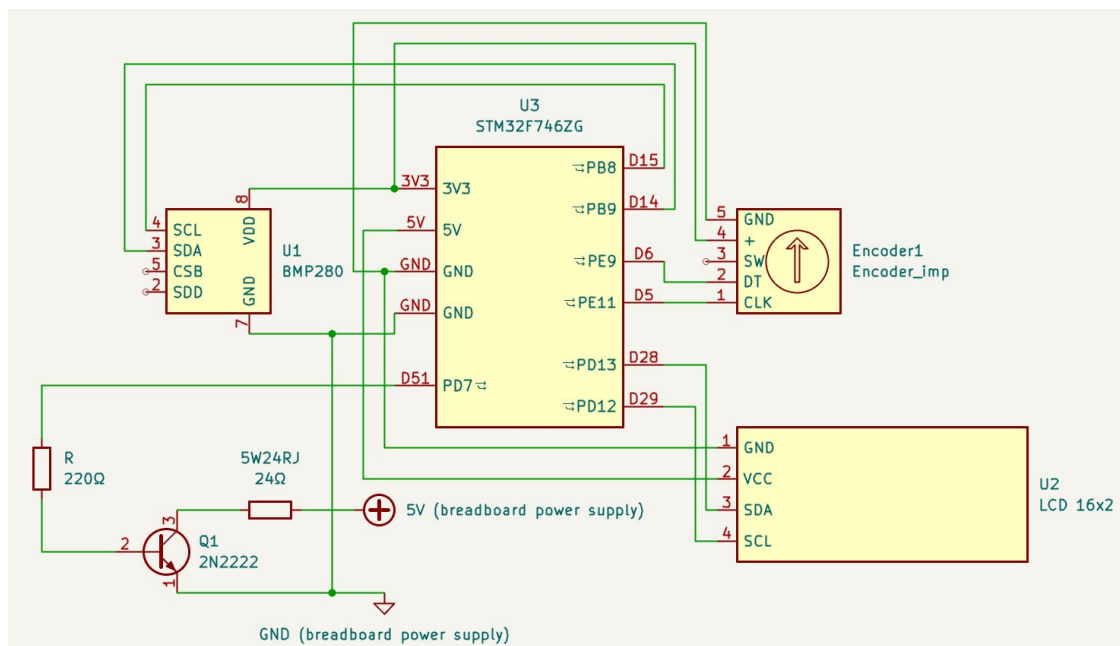 U3
STM32F746ZG
D15
PB8
3V3
3V3
D14
PB9
8
VDD
4
SCL
3
SDA
5
CSB
2
SDD
GND
7
U1
BMP280
5V
5V
GND
GND
GND
GND
D6
PE9
D5
PE11
5
GND
4
+
3
SW
2
DT
1
CLK
Encoder1
Encoder_imp
D51
PD7
D28
PD13
D29
PD12
R
220Ω
5W24RJ
24Ω
5V (breadboard power supply)
3
2
1
Q1
2N2222
GND (breadboard power supply)
1
GND
2
VCC
3
SDA
4
SCL
U2
LCD 16x2